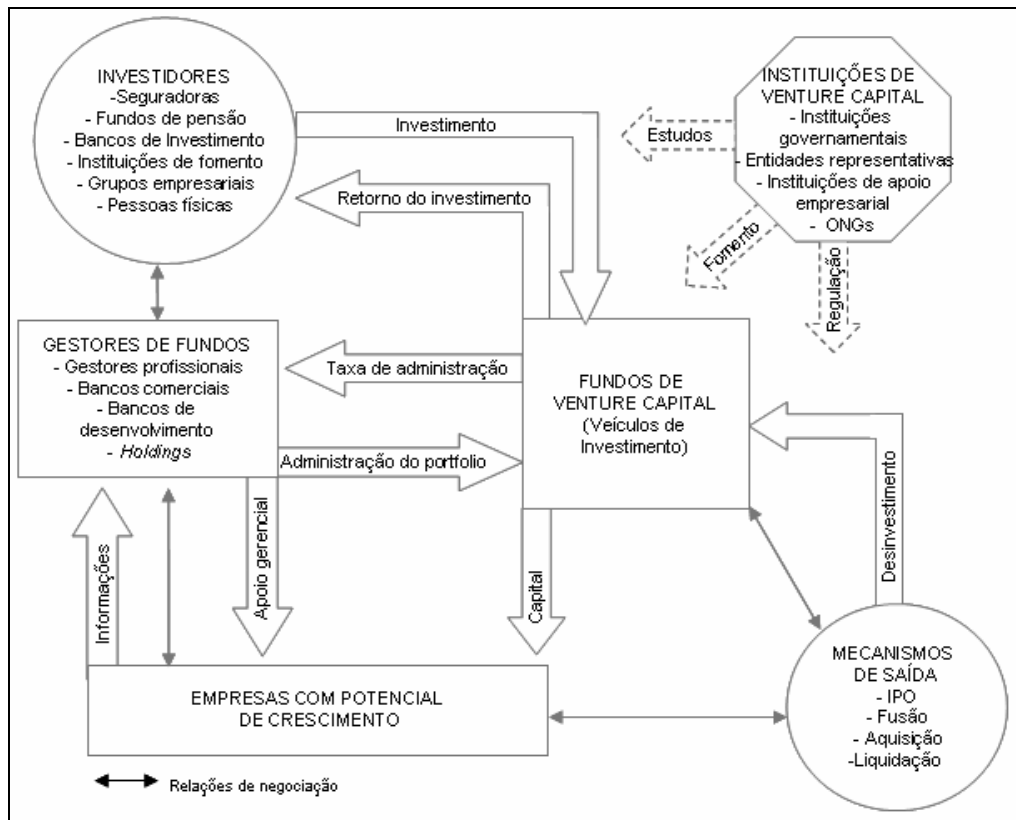 INVESTIDORES
-Seguradoras
- Fundos de pensão
- Bancos de Investimento
- Instituições de fomento
- Grupos empresariais
- Pessoas físicas
INSTITUIÇÕES DE
VENTURE CAPITAL
- Instituições
governamentais
- Entidades representativas
- Instituições de apoio
empresarial
- ONGs
Investimento
Estudos
Retorno do investimento
Fomento
Regulação
GESTORES DE FUNDOS
- Gestores profissionais
- Bancos comerciais
- Bancos de
desenvolvimento
- Holdings
Taxa de administração
FUNDOS DE
VENTURE CAPITAL
(Veículos de
Investimento)
Administração do portfolio
Informações
Apoio gerencial
Capital
Desinvestimento
EMPRESAS COM POTENCIAL
DE CRESCIMENTO
MECANISMOS
DE SAÍDA
- IPO
- Fusão
- Aquisição
-Liquidação
Relações de negociação